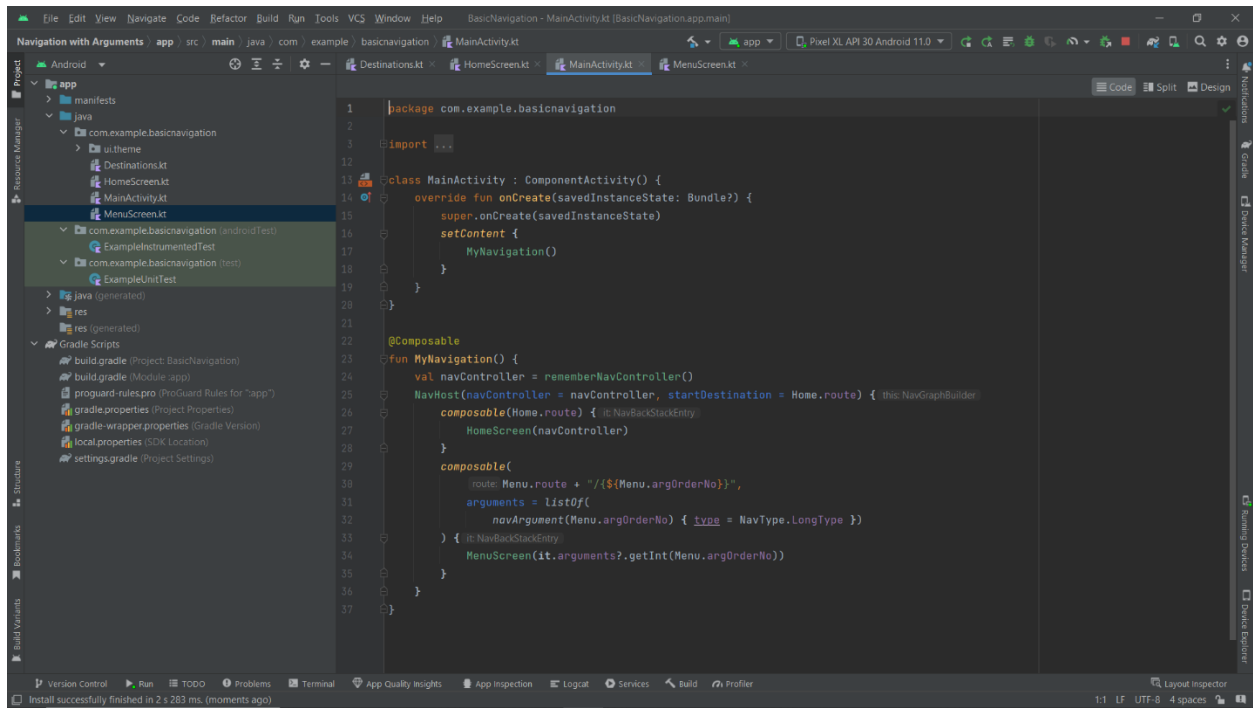 File Edit View Navigate Code Refactor Build Run Tools VCS Window Help BasicNavigation - MainActivity.kt [BasicNavigation.app.main]
Navigation with Arguments app src main java com example basicnavigation MainActivity.kt app Pixel XL API 30 Android 11.0
Android
Destinations.kt HomeScreen.kt MainActivity.kt MenuScreen.kt
Code Split Design
Project
Resource Manager
Structure
Bookmarks
Build Variants
app
manifests
java
com.example.basicnavigation
ui.theme
Destinations.kt
HomeScreen.kt
MainActivity.kt
MenuScreen.kt
com.example.basicnavigation (androidTest)
ExampleInstrumentedTest
com.example.basicnavigation (test)
ExampleUnitTest
java (generated)
res
res (generated)
Gradle Scripts
build.gradle (Project: BasicNavigation)
build.gradle (Module :app)
proguard-rules.pro (ProGuard Rules for ":app")
gradle.properties (Project Properties)
gradle-wrapper.properties (Gradle Version)
local.properties (SDK Location)
settings.gradle (Project Settings)
1 package com.example.basicnavigation
2
3 import ...
12
13 class MainActivity : ComponentActivity() {
14 override fun onCreate(savedInstanceState: Bundle?) {
15 super.onCreate(savedInstanceState)
16 setContent {
17 MyNavigation()
18 }
19 }
20 }
21
22 @Composable
23 fun MyNavigation() {
24 val navController = rememberNavController()
25 NavHost(navController = navController, startDestination = Home.route) { this: NavGraphBuilder
26 composable(Home.route) { it: NavBackStackEntry
27 HomeScreen(navController)
28 }
29 composable(
30 route: Menu.route + "/{${Menu.argOrderNo}}",
31 arguments = listOf(
32 navArgument(Menu.argOrderNo) { type = NavType.LongType })
33 ) { it: NavBackStackEntry
34 MenuScreen(it.arguments?.getInt(Menu.argOrderNo))
35 }
36 }
37 }
Notifications
Gradle
Device Manager
Running Devices
Device Explorer
Version Control Run TODO Problems Terminal App Quality Insights App Inspection Logcat Services Build Profiler Layout Inspector
Install successfully finished in 2 s 283 ms. (moments ago) 1:1 LF UTF-8 4 spaces